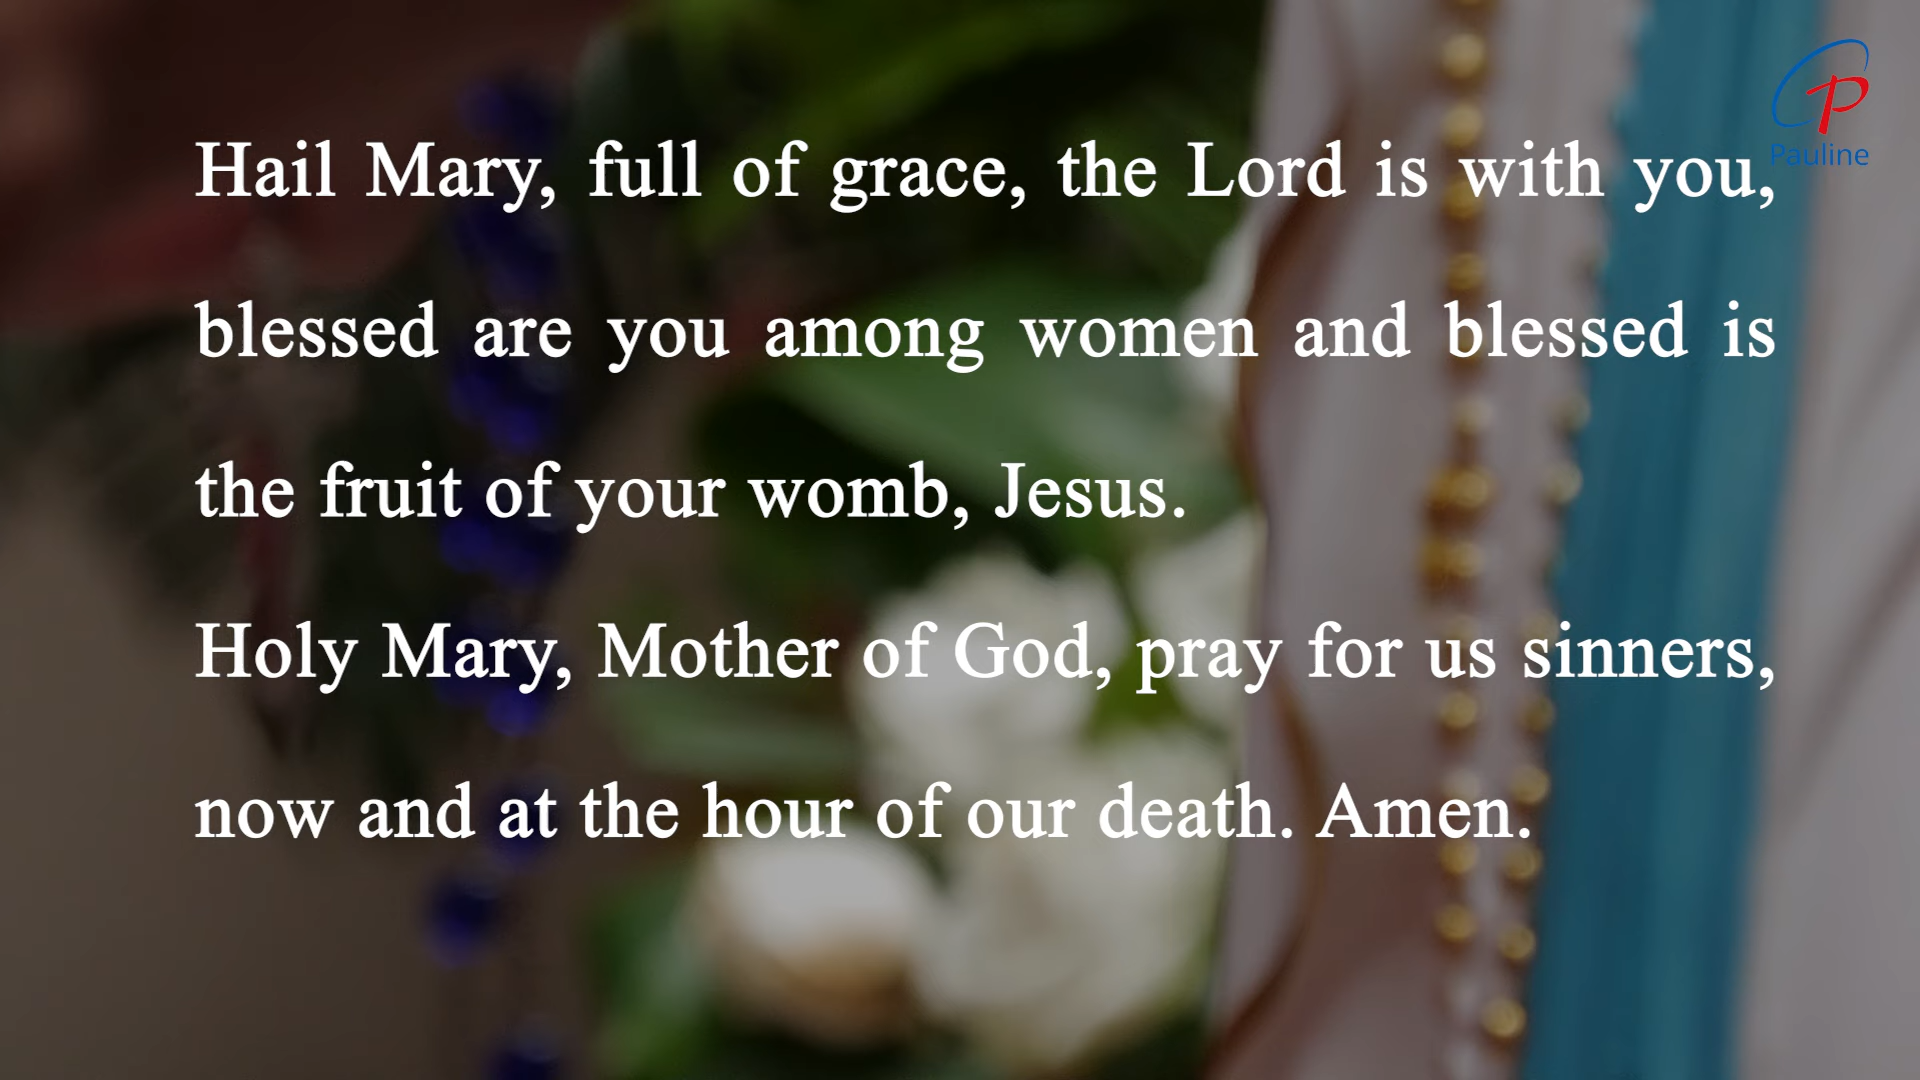 Hail Mary, full of grace, the Lord is with you,
blessed are you among women and blessed is
the fruit of your womb, Jesus.
Holy Mary, Mother of God, pray for us sinners,
now and at the hour of our death. Amen.
P
Pauline